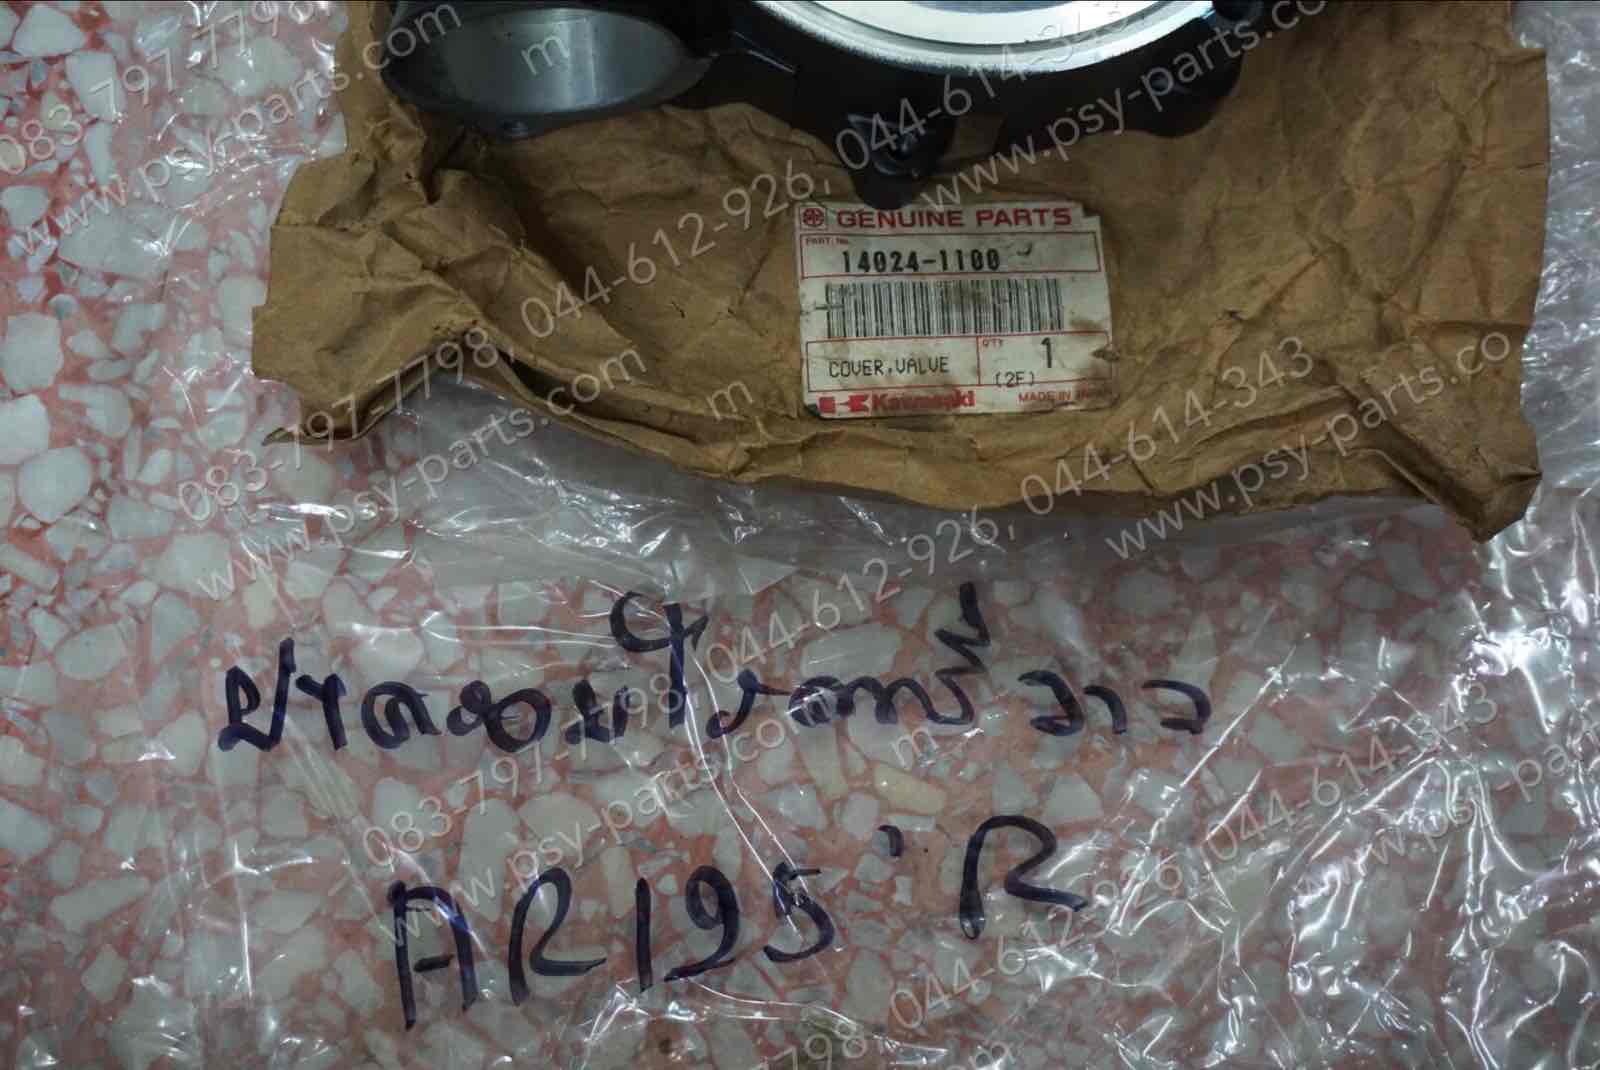 GENUINE PARTS
PART. No.
14024-1100
COVER,VALVE
QTY
1
(2F)
Kawasaki
MADE IN
ฝาครอบโรตารี่วาว
AR125 'R
083-797-7798, 044-612-926, 044-614-343
www.psy-parts.com